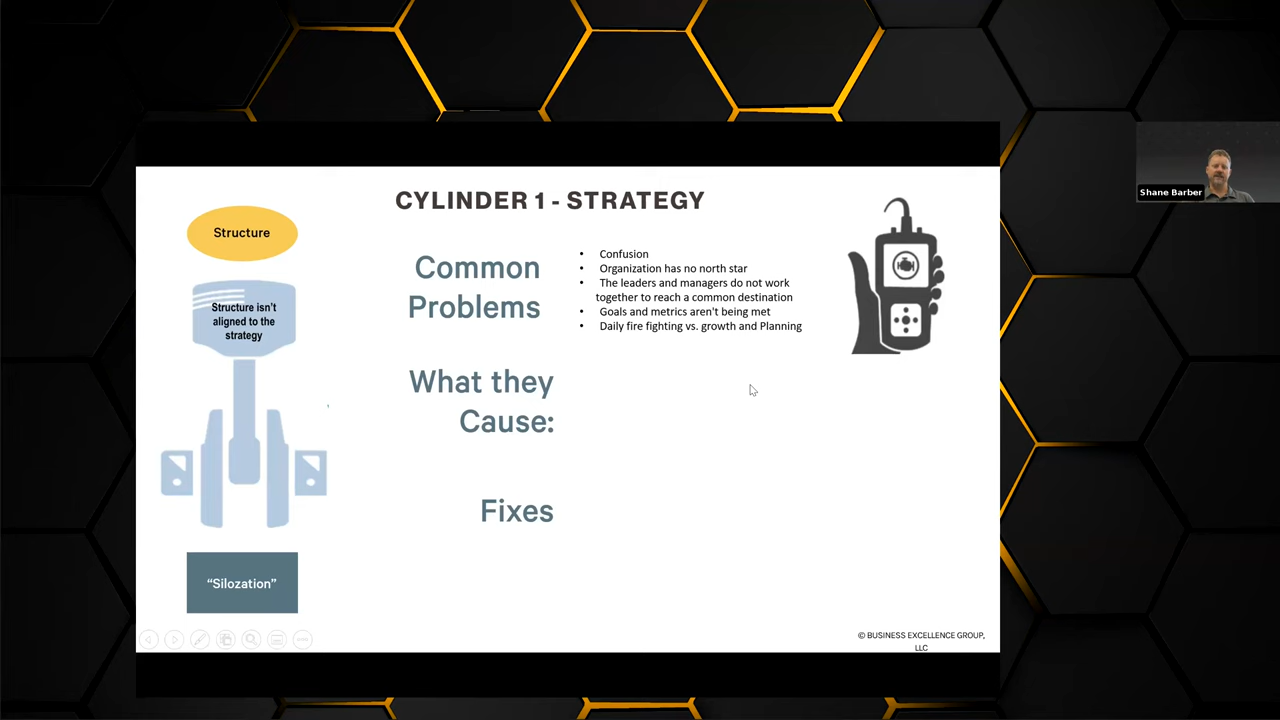 CYLINDER 1 - STRATEGY
Structure
Structure isn't
aligned to the
strategy
"Silozation"
Common
Problems
• Confusion
• Organization has no north star
• The leaders and managers do not work
together to reach a common destination
• Goals and metrics aren't being met
• Daily fire fighting vs. growth and Planning
What they
Cause:
Fixes
© BUSINESS EXCELLENCE GROUP,
LLC
Shane Barber